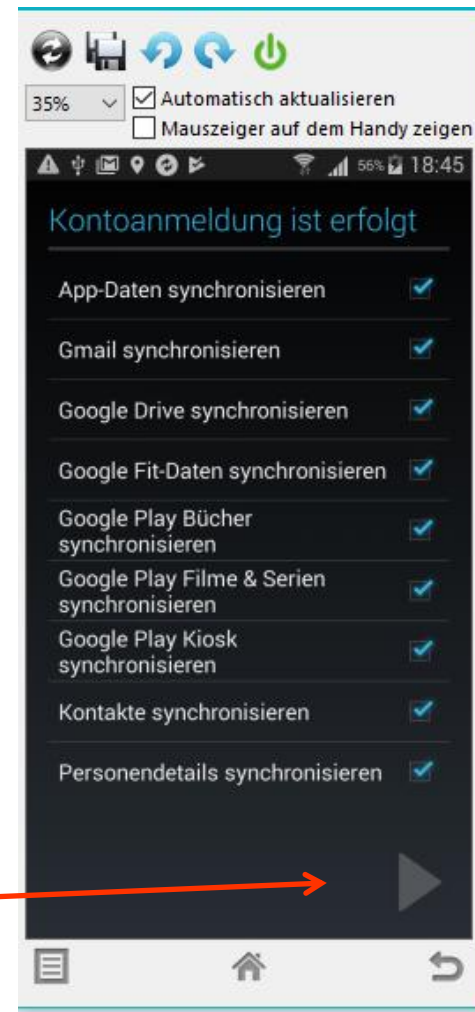 35%
Automatisch aktualisieren
Mauszeiger auf dem Handy zeigen
56% 18:45
Kontoanmeldung ist erfolgt
App-Daten synchronisieren
Gmail synchronisieren
Google Drive synchronisieren
Google Fit-Daten synchronisieren
Google Play Bücher
synchronisieren
Google Play Filme & Serien
synchronisieren
Google Play Kiosk
synchronisieren
Kontakte synchronisieren
Personendetails synchronisieren